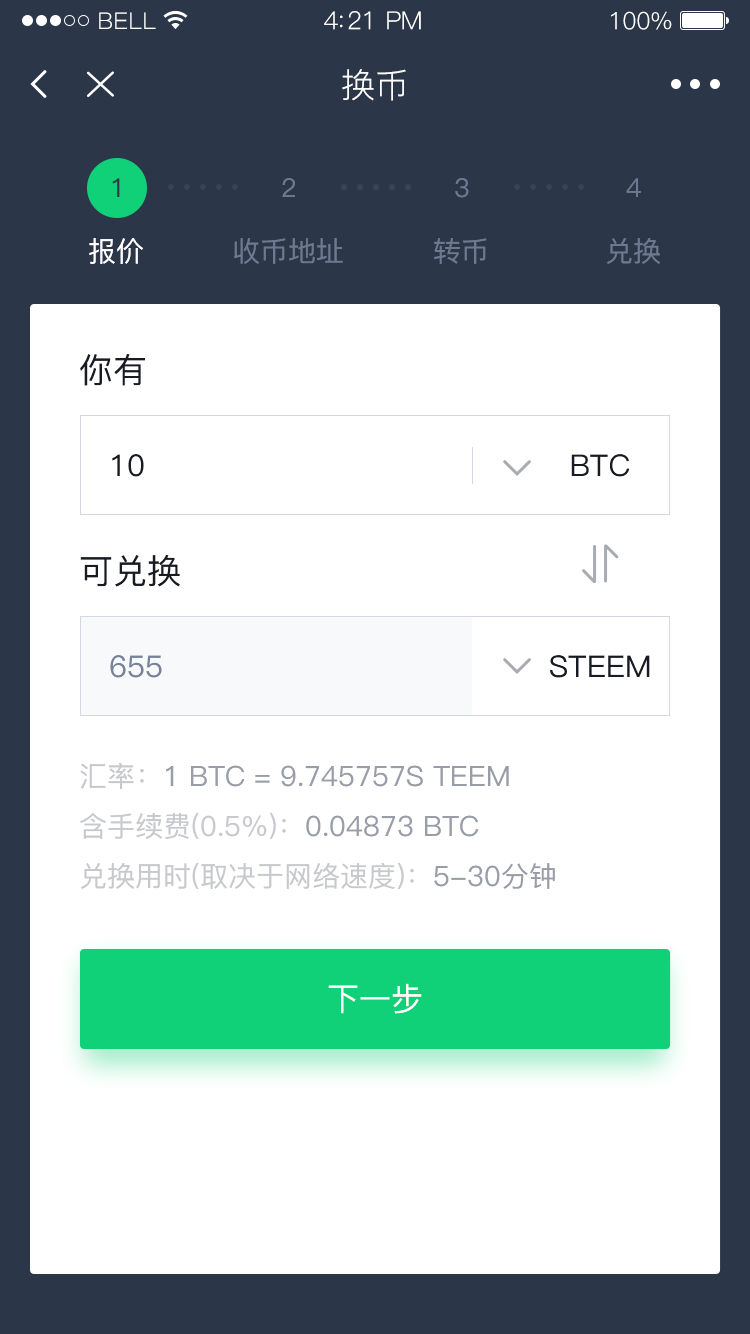 BELL 4:21 PM 100%
换币
1 2 3 4
报价 收币地址 转币 兑换
你有
10 BTC
可兑换
655 STEEM
汇率：1 BTC = 9.745757S TEEM
含手续费(0.5%)：0.04873 BTC
兑换用时(取决于网络速度)：5–30分钟
下一步